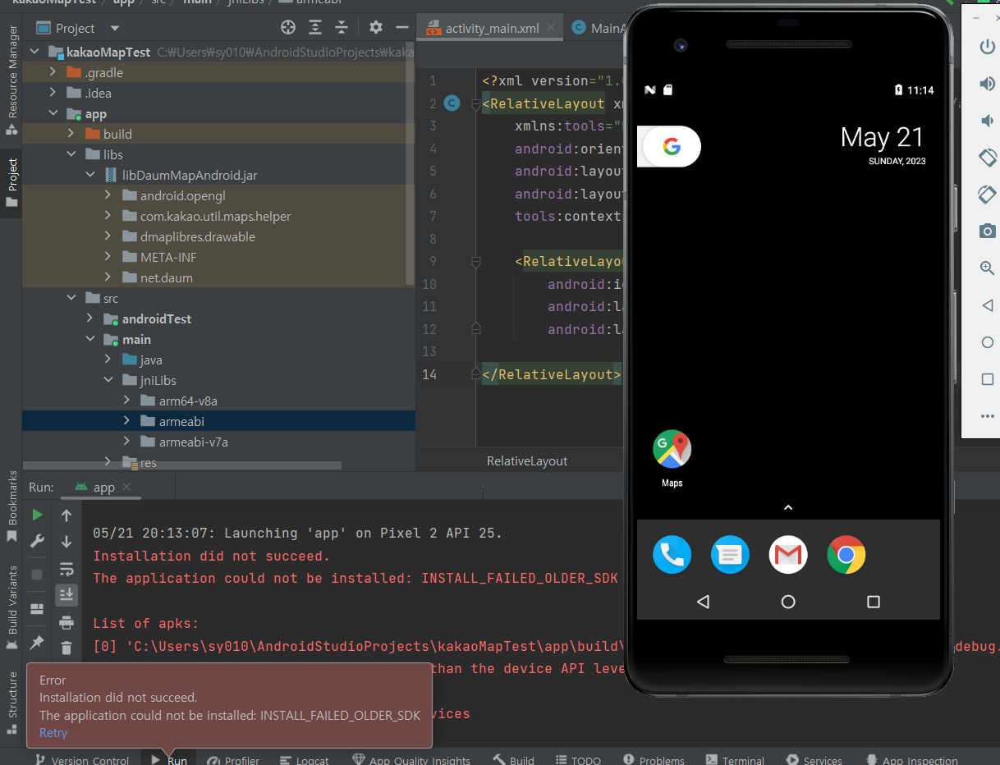 kakaoMapTest › app › src › main › jniLibs › armeabi
Project
activity_main.xml
MainA
kakaoMapTest C:₩Users₩sy010₩AndroidStudioProjects₩kaka
.gradle
.idea
app
build
libs
libDaumMapAndroid.jar
android.opengl
com.kakao.util.maps.helper
dmaplibres.drawable
META-INF
net.daum
src
androidTest
main
java
jniLibs
arm64-v8a
armeabi
armeabi-v7a
res
Resource Manager
Project
Bookmarks
Build Variants
Structure
1 <?xml version="1.
2 <RelativeLayout x
3 xmlns:tools="
4 android:orien
5 android:layou
6 android:layou
7 tools:context
8
9 <RelativeLayou
10 android:i
11 android:la
12 android:la
13
14 </RelativeLayout>
RelativeLayout
11:14
G
May 21
SUNDAY, 2023
Maps
Run: app
05/21 20:13:07: Launching 'app' on Pixel 2 API 25.
Installation did not succeed.
The application could not be installed: INSTALL_FAILED_OLDER_SDK
List of apks:
[0] 'C:\Users\sy010\AndroidStudioProjects\kakaoMapTest\app\build\
debug.
than the device API leve
vices
Error
Installation did not succeed.
The application could not be installed: INSTALL_FAILED_OLDER_SDK
Retry
Version Control Run Profiler Logcat App Quality Insights Build TODO Problems Terminal Services App Inspection